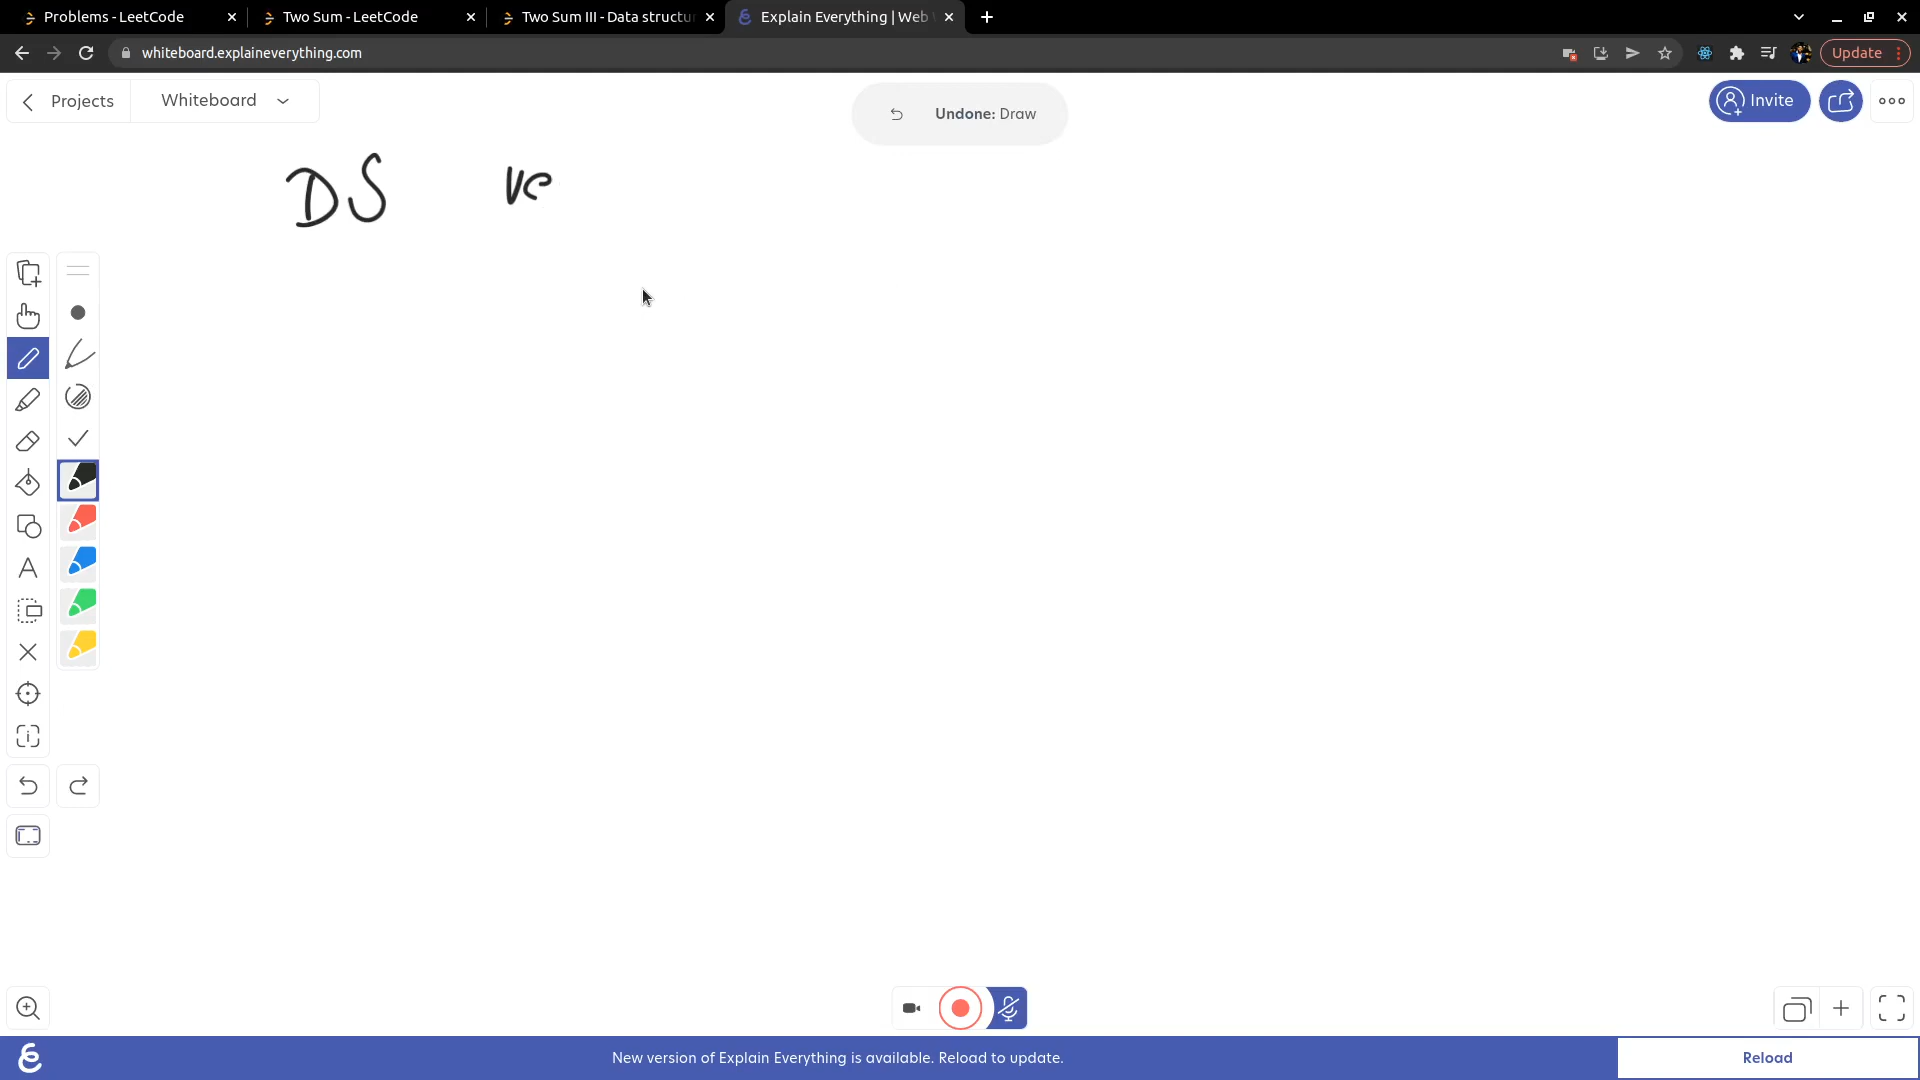 Problems - LeetCode Two Sum - LeetCode Two Sum III - Data structu Explain Everything | Web
whiteboard.explaineverything.com Update
Projects Whiteboard Undone: Draw Invite
DS ve
New version of Explain Everything is available. Reload to update. Reload